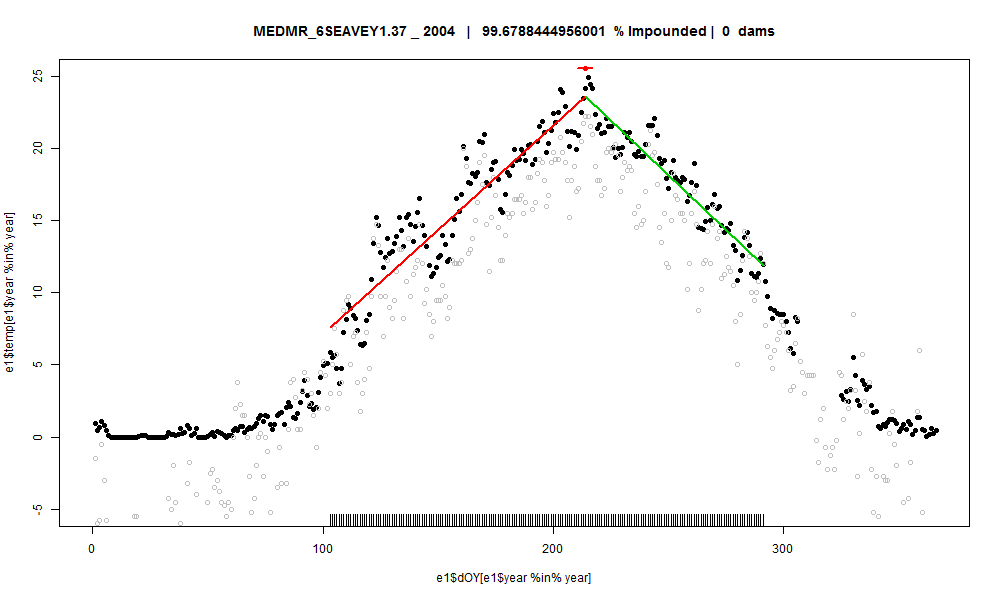 MEDMR_6SEAVEY1.37 _ 2004 | 99.6788444956001 % Impounded | 0 dams
25
20
15
10
5
0
-5
e1$temp[e1$year %in% year]
0 100 200 300
e1$dOY[e1$year %in% year]